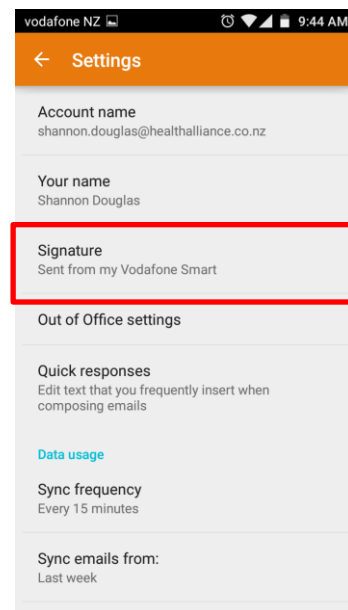 vodafone NZ 9:44 AM
Settings
Account name
shannon.douglas@healthalliance.co.nz
Your name
Shannon Douglas
Signature
Sent from my Vodafone Smart
Out of Office settings
Quick responses
Edit text that you frequently insert when
composing emails
Data usage
Sync frequency
Every 15 minutes
Sync emails from:
Last week